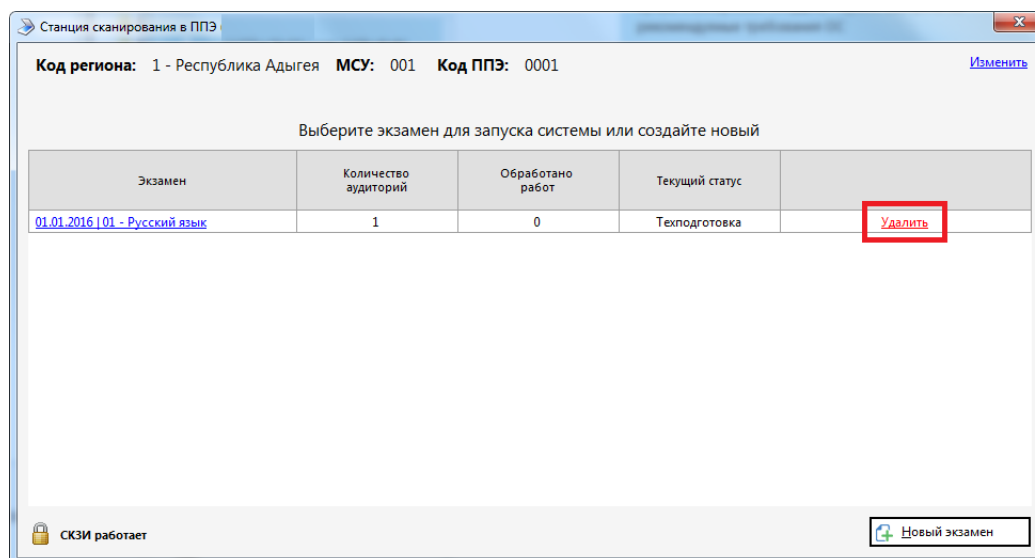 Станция сканирования в ППЭ
Код региона: 1 - Республика Адыгея МСУ: 001 Код ППЭ: 0001
Изменить
Выберите экзамен для запуска системы или создайте новый
Экзамен
Количество аудиторий
Обработано работ
Текущий статус
01.01.2016 | 01 - Русский язык
1
0
Техподготовка
Удалить
СКЗИ работает
Новый экзамен